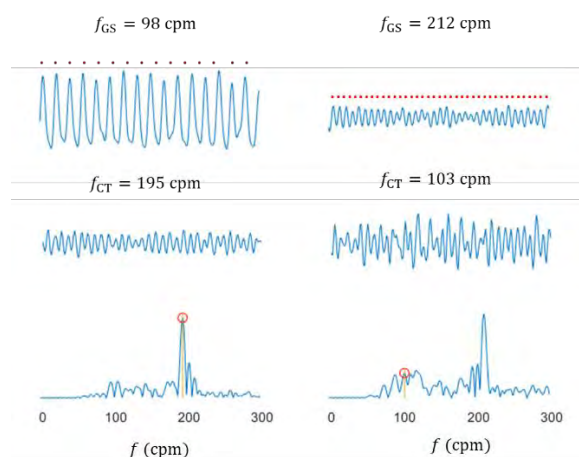 f_GS = 98 cpm
f_GS = 212 cpm
f_CT = 195 cpm
f_CT = 103 cpm
0 100 200 300
0 100 200 300
f (cpm)
f (cpm)